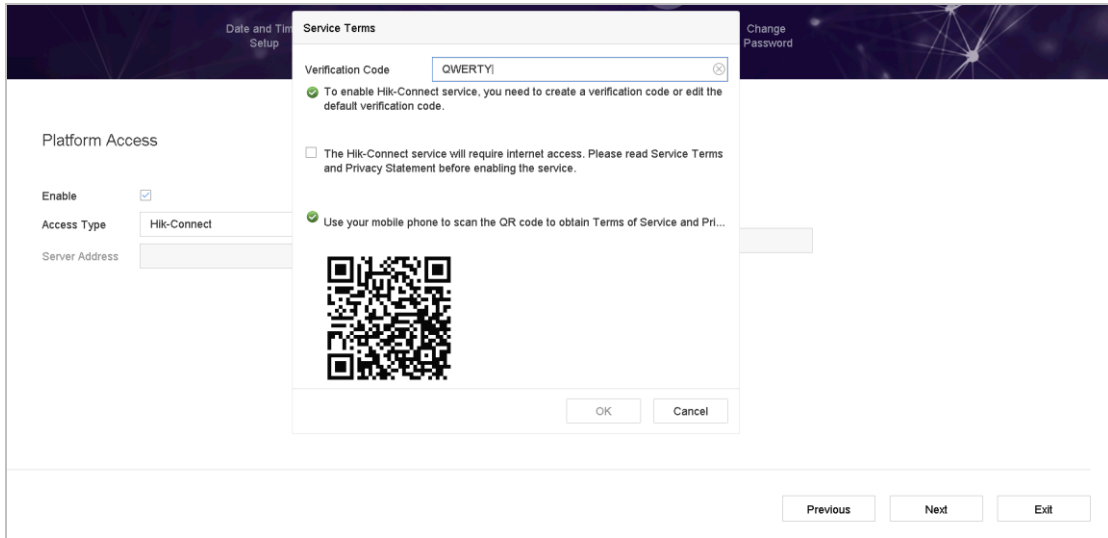 Date and Tim
Setup
Change
Password
Service Terms
Verification Code
QWERTY
To enable Hik-Connect service, you need to create a verification code or edit the
default verification code.
The Hik-Connect service will require internet access. Please read Service Terms
and Privacy Statement before enabling the service.
Use your mobile phone to scan the QR code to obtain Terms of Service and Pri...
Platform Access
Enable
Access Type
Hik-Connect
Server Address
OK
Cancel
Previous
Next
Exit